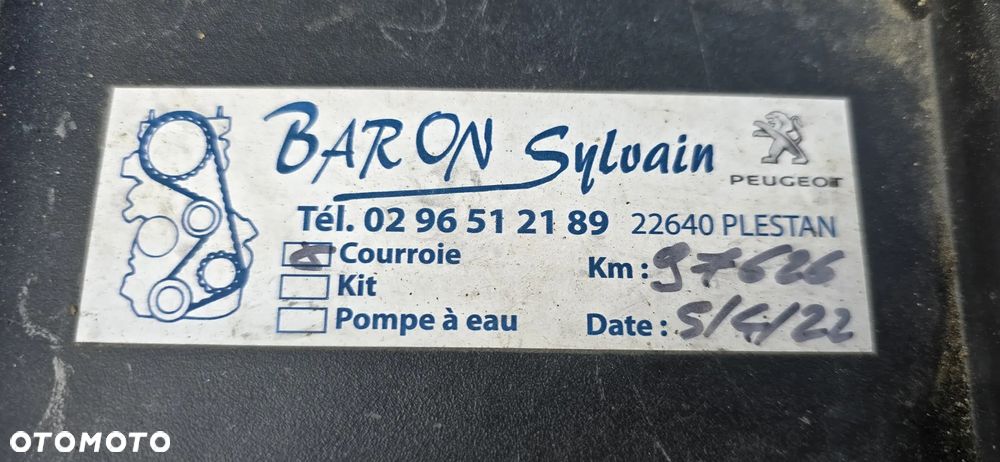 BARON Sylvain
PEUGEOT
Tél. 02 96 51 21 89 22640 PLESTAN
Courroie
Km : 97626
Kit
Pompe à eau
Date : 5/4/22
OTOMOTO